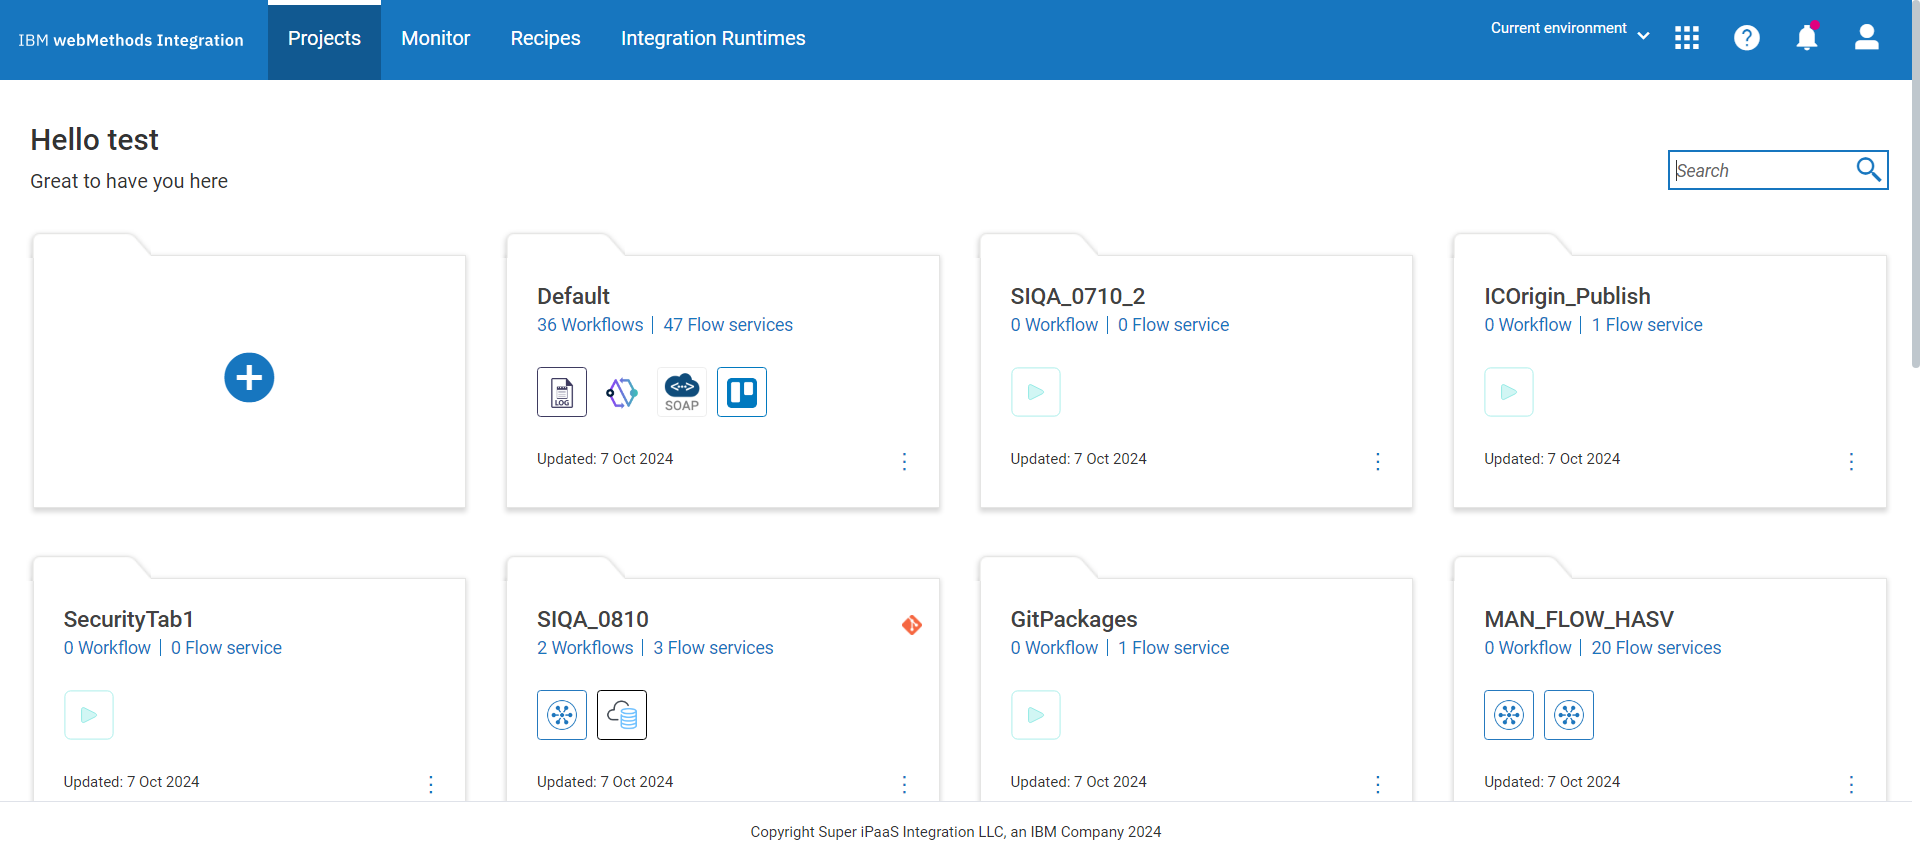 IBM webMethods Integration
Projects
Monitor
Recipes
Integration Runtimes
Current environment
?
Hello test
Great to have you here
Search
Default
36 Workflows | 47 Flow services
LOG
SOAP
Updated: 7 Oct 2024
SIQA_0710_2
0 Workflow | 0 Flow service
Updated: 7 Oct 2024
ICOrigin_Publish
0 Workflow | 1 Flow service
Updated: 7 Oct 2024
SecurityTab1
0 Workflow | 0 Flow service
Updated: 7 Oct 2024
SIQA_0810
2 Workflows | 3 Flow services
Updated: 7 Oct 2024
GitPackages
0 Workflow | 1 Flow service
Updated: 7 Oct 2024
MAN_FLOW_HASV
0 Workflow | 20 Flow services
Updated: 7 Oct 2024
Copyright Super iPaaS Integration LLC, an IBM Company 2024